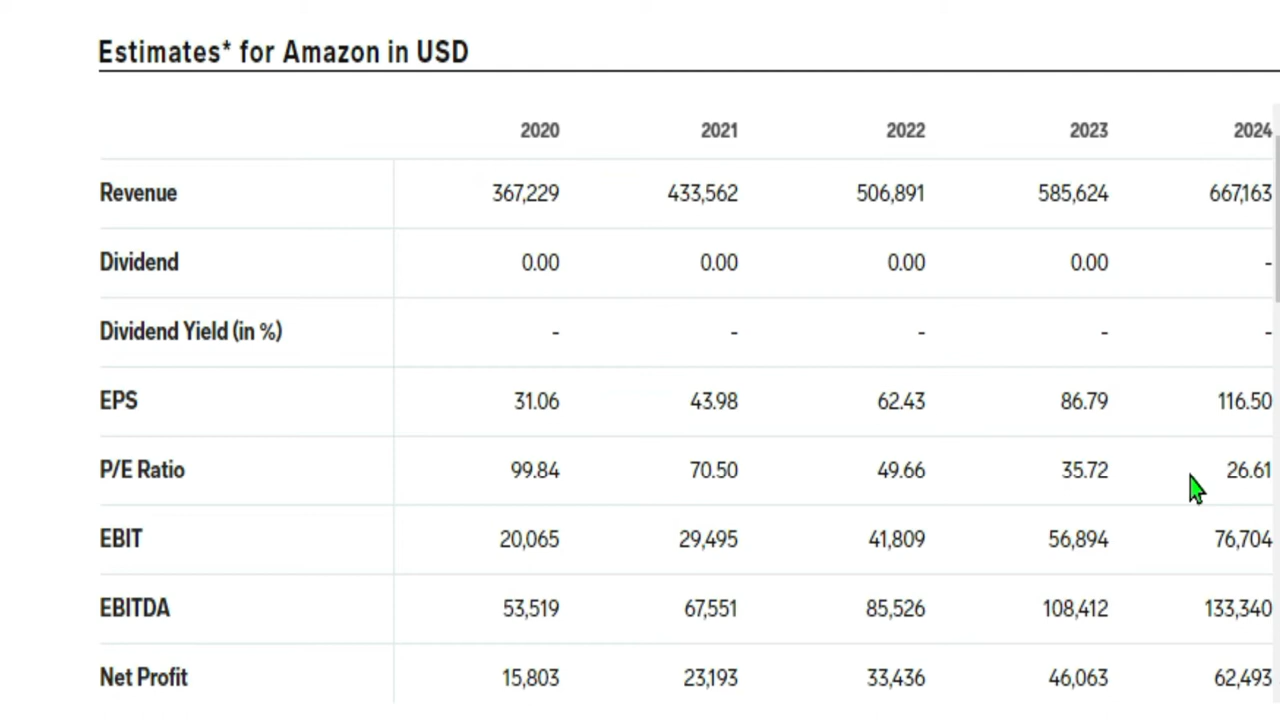 Estimates* for Amazon in USD
2020 2021 2022 2023 2024
Revenue 367,229 433,562 506,891 585,624 667,163
Dividend 0.00 0.00 0.00 0.00 -
Dividend Yield (in %) - - - - -
EPS 31.06 43.98 62.43 86.79 116.50
P/E Ratio 99.84 70.50 49.66 35.72 26.61
EBIT 20,065 29,495 41,809 56,894 76,704
EBITDA 53,519 67,551 85,526 108,412 133,340
Net Profit 15,803 23,193 33,436 46,063 62,493